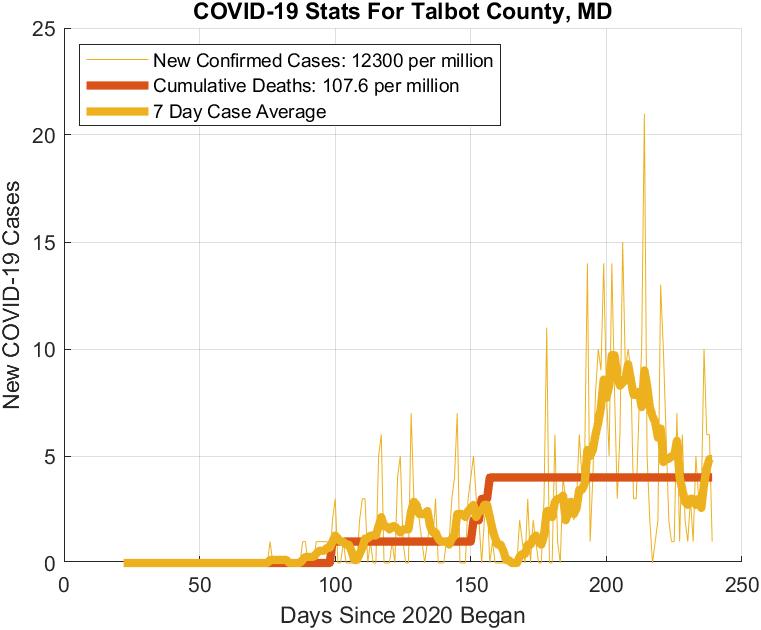 COVID-19 Stats For Talbot County, MD
New Confirmed Cases: 12300 per million
Cumulative Deaths: 107.6 per million
7 Day Case Average
New COVID-19 Cases
25
20
15
10
5
0
0 50 100 150 200 250
Days Since 2020 Began